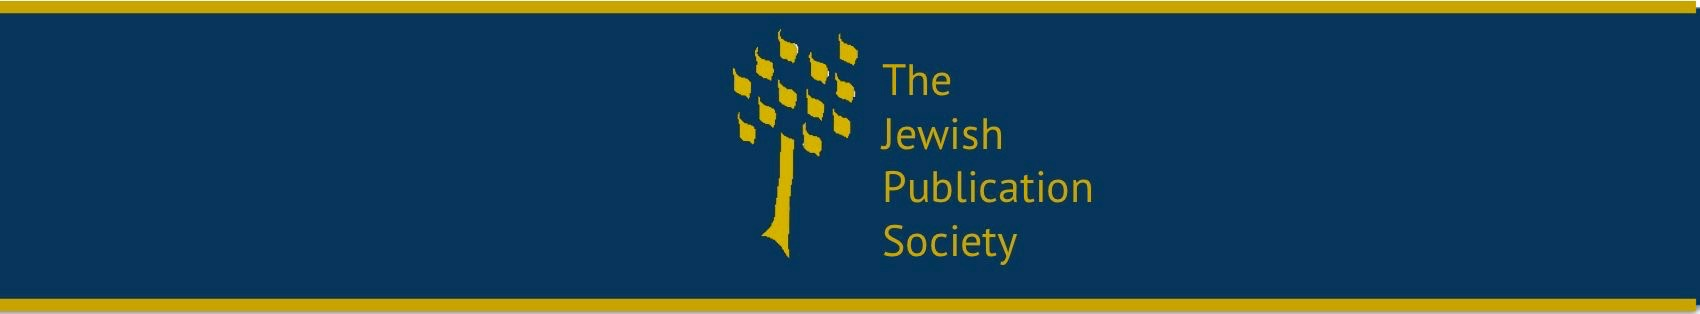 The
Jewish
Publication
Society